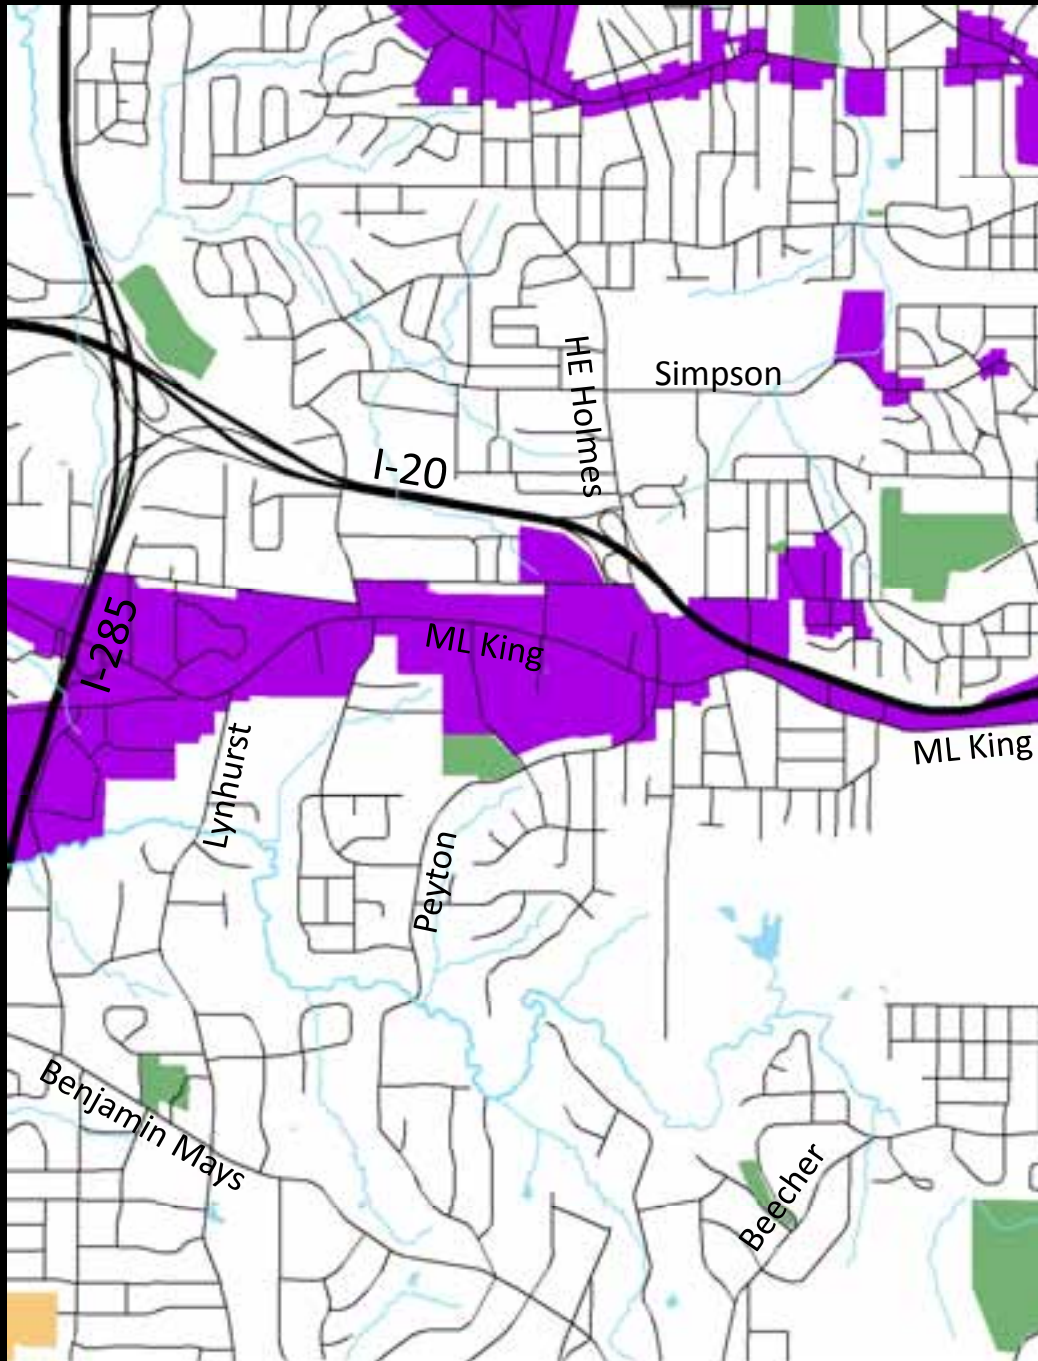 HE Holmes
Simpson
I-20
I-285
ML King
Lynhurst
ML King
Peyton
Benjamin Mays
Beecher